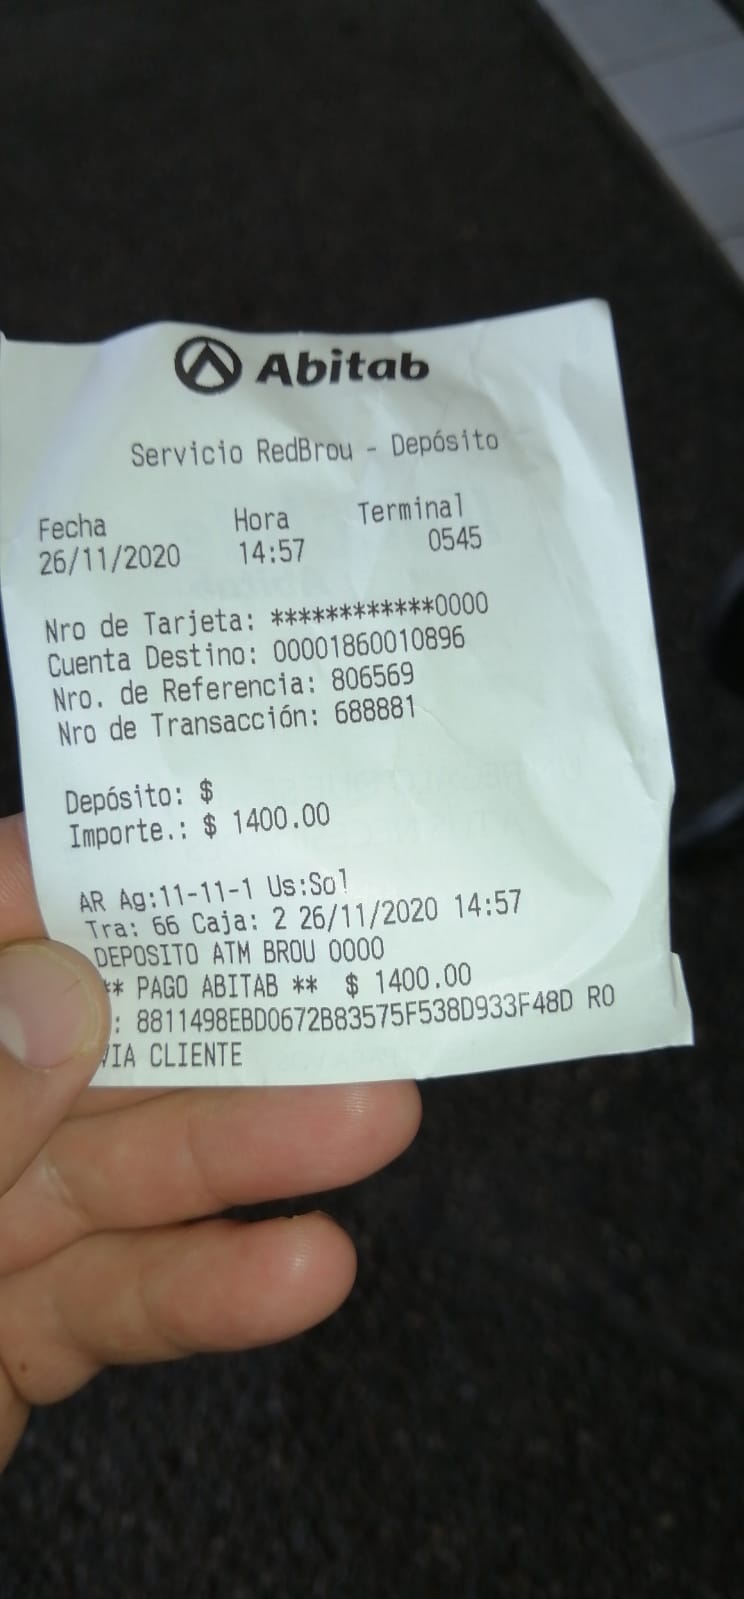 Abitab
Servicio RedBrou - Depósito
Fecha Hora Terminal
26/11/2020 14:57 0545
Nro de Tarjeta: ************0000
Cuenta Destino: 00001860010896
Nro. de Referencia: 806569
Nro de Transacción: 688881
Depósito: $
Importe.: $ 1400.00
AR Ag:11-11-1 Us:Sol
Tra: 66 Caja: 2 26/11/2020 14:57
DEPOSITO ATM BROU 0000
** PAGO ABITAB ** $ 1400.00
: 8811498EBD0672B83575F538D933F48D RO
VIA CLIENTE